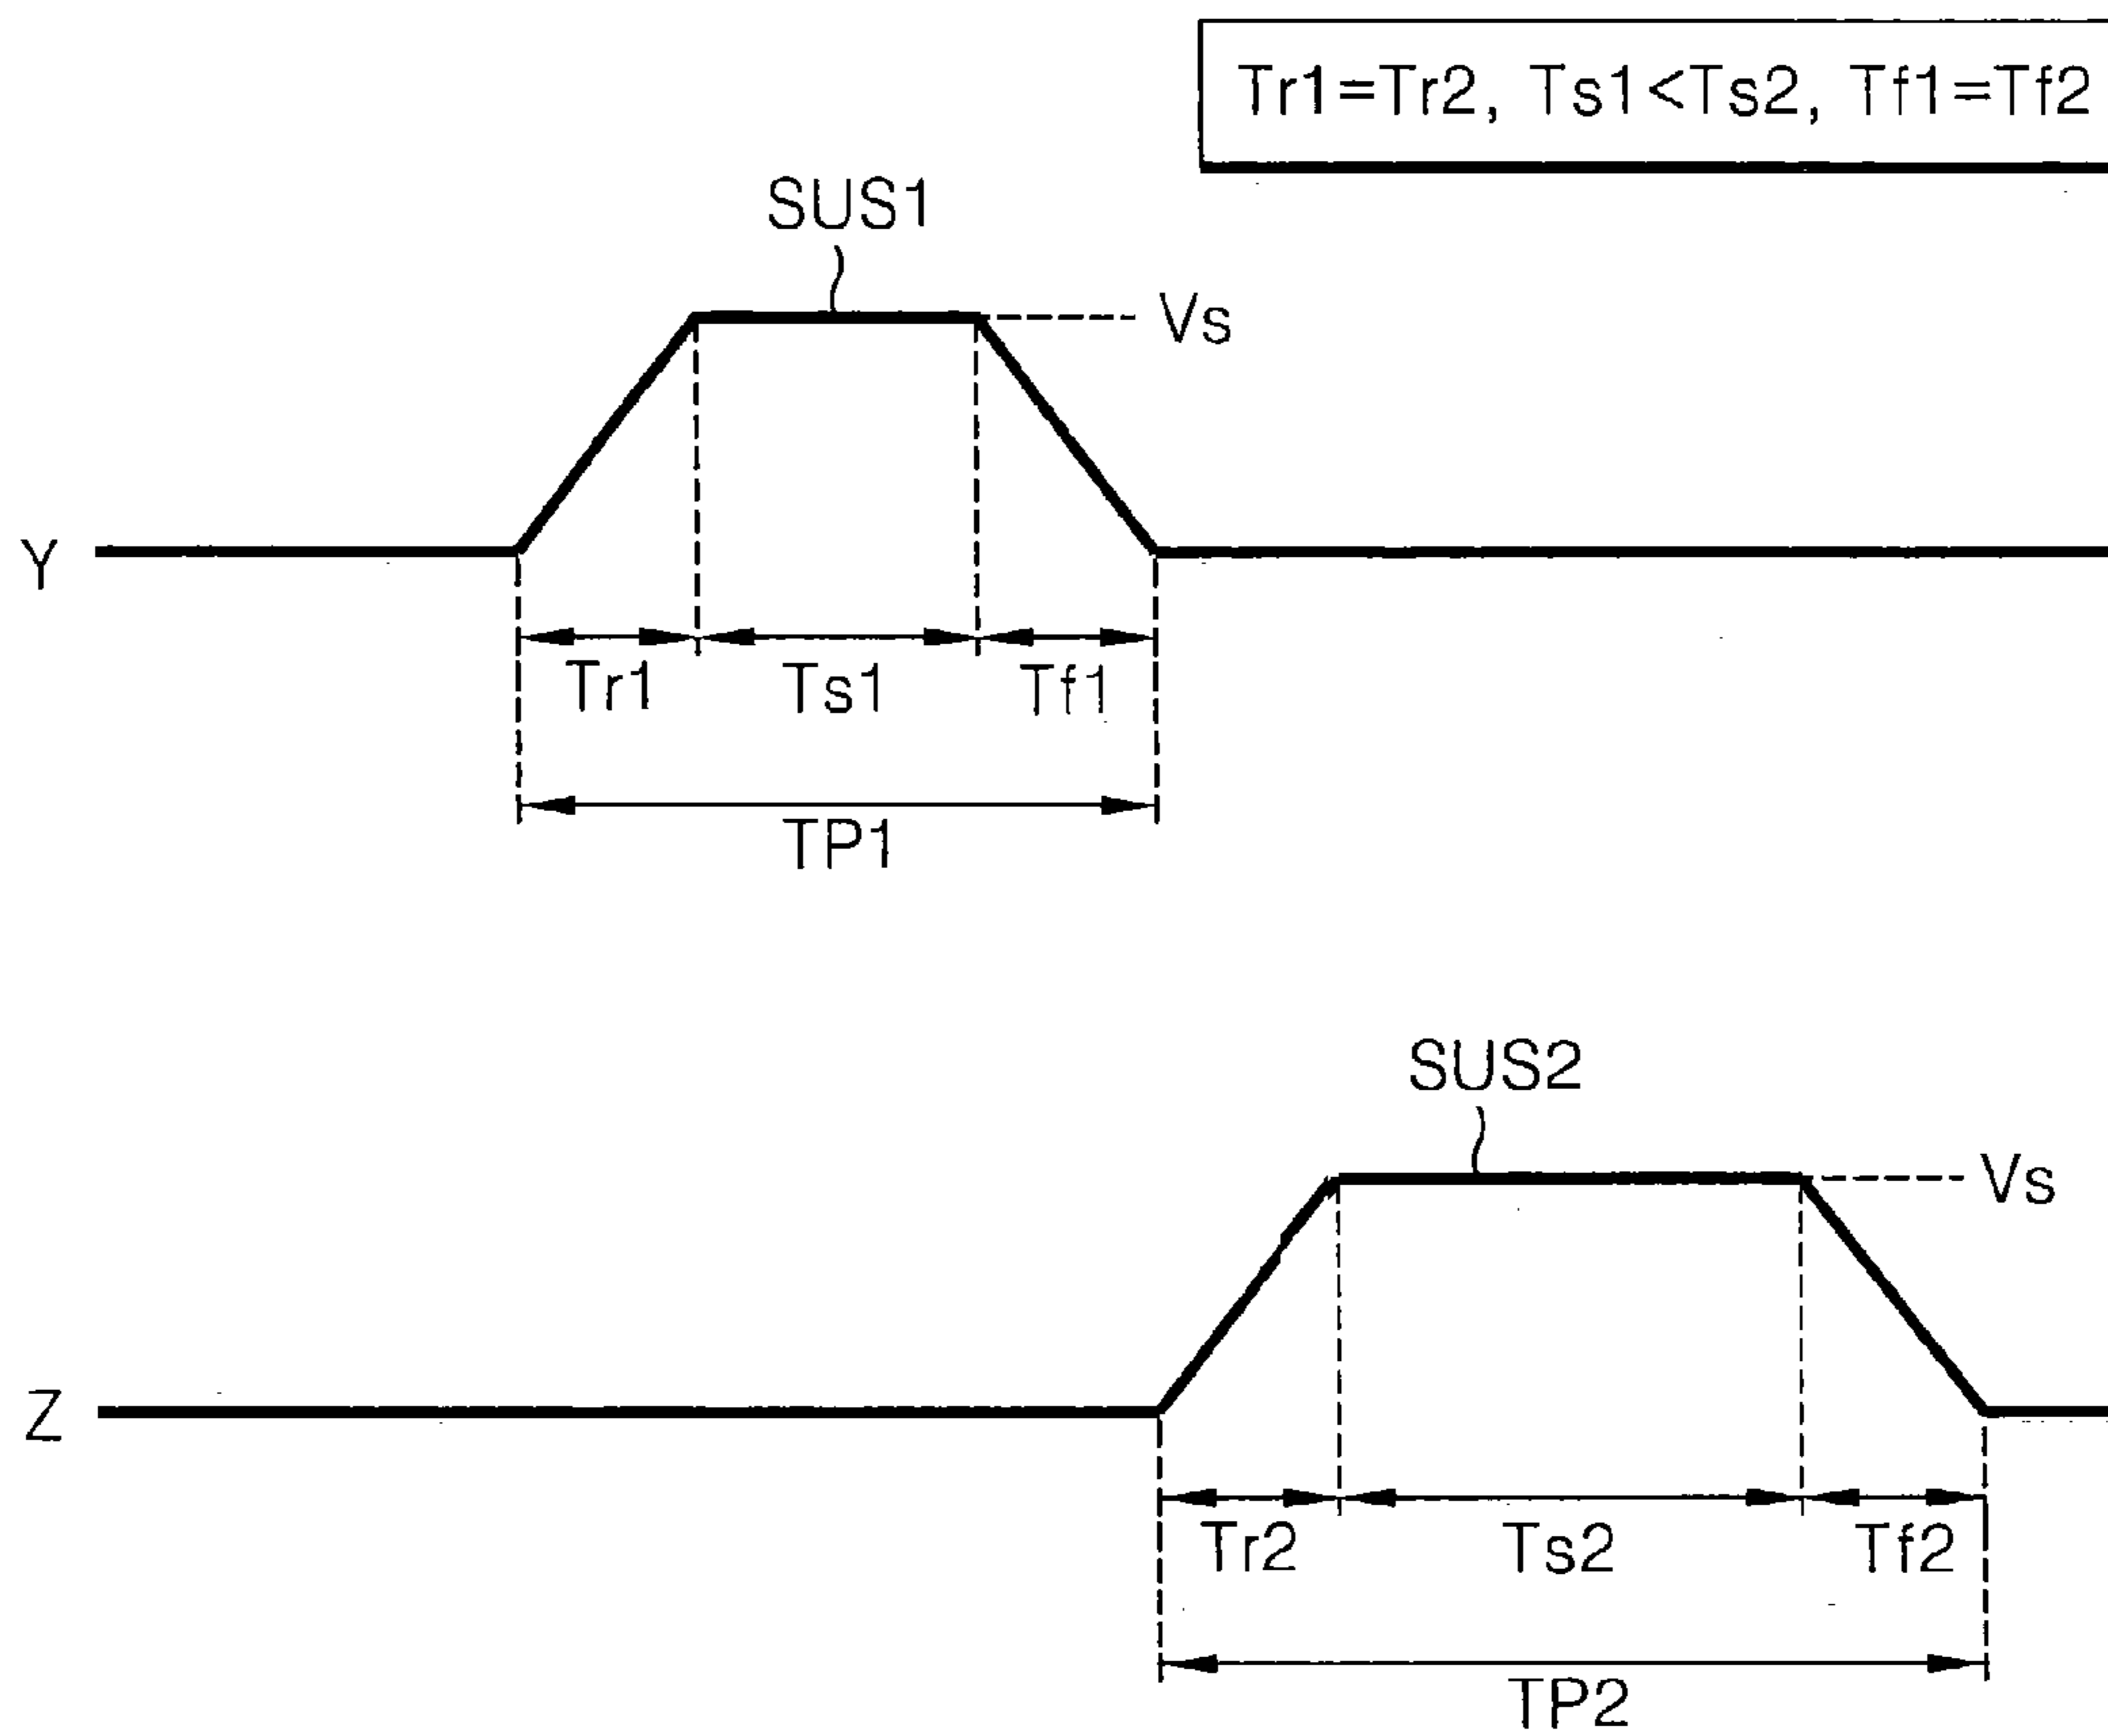 Tr1=Tr2, Ts1<Ts2, Tf1=Tf2
SUS1
Vs
Y
Tr1 Ts1 Tf1
TP1
SUS2
Vs
Z
Tr2 Ts2 Tf2
TP2